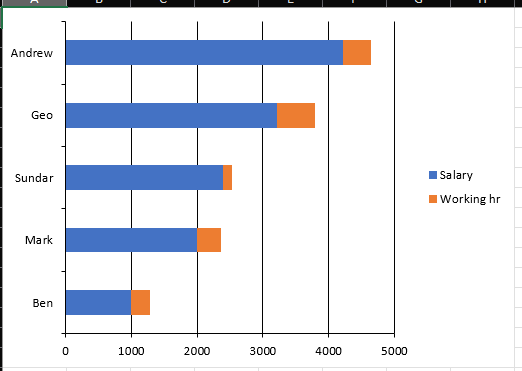 A B C D E F G H
Andrew
Geo
Sundar
Mark
Ben
0 1000 2000 3000 4000 5000
Salary
Working hr